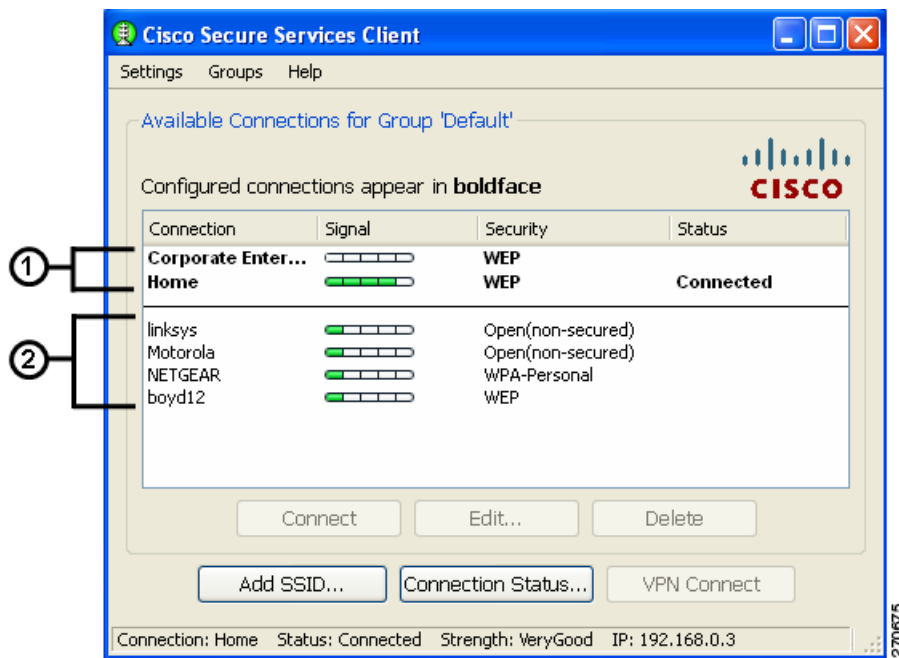 Cisco Secure Services Client
Settings Groups Help
Available Connections for Group 'Default'
CISCO
Configured connections appear in boldface
Connection Signal Security Status
1
Corporate Enter... WEP
Home WEP Connected
2
linksys Open(non-secured)
Motorola Open(non-secured)
NETGEAR WPA-Personal
boyd12 WEP
Connect Edit... Delete
Add SSID... Connection Status... VPN Connect
Connection: Home Status: Connected Strength: VeryGood IP: 192.168.0.3
270675